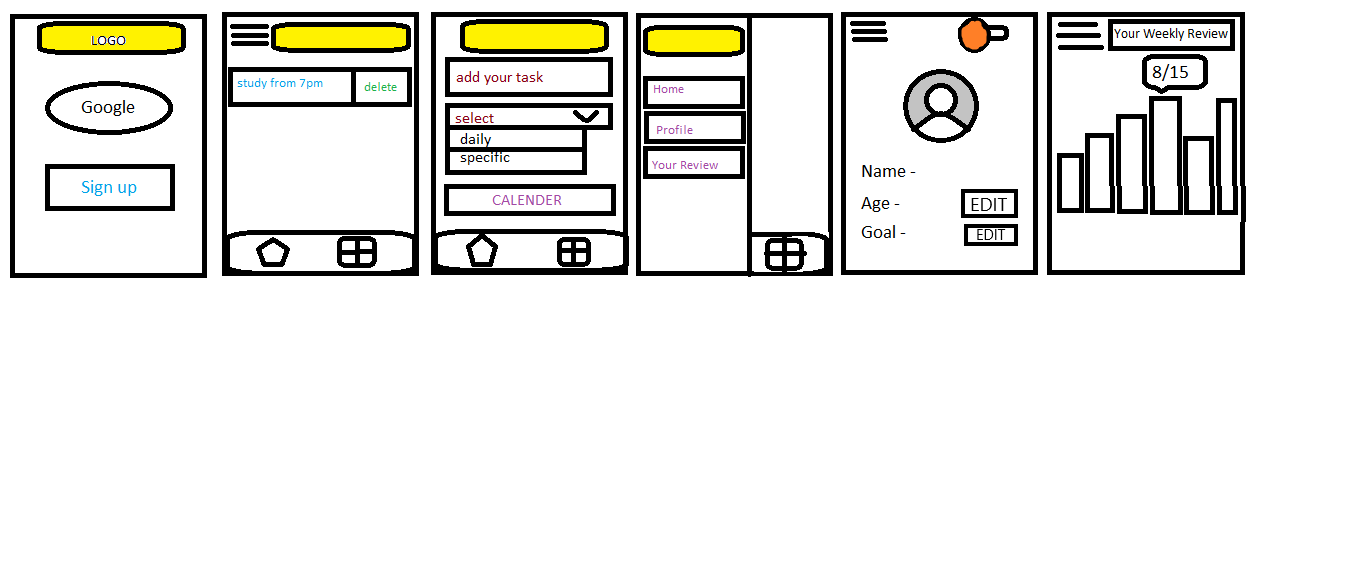 LOGO
Google
Sign up
study from 7pm
delete
add your task
select
daily
specific
CALENDER
Home
Profile
Your Review
Name -
Age -
EDIT
Goal -
EDIT
Your Weekly Review
8/15